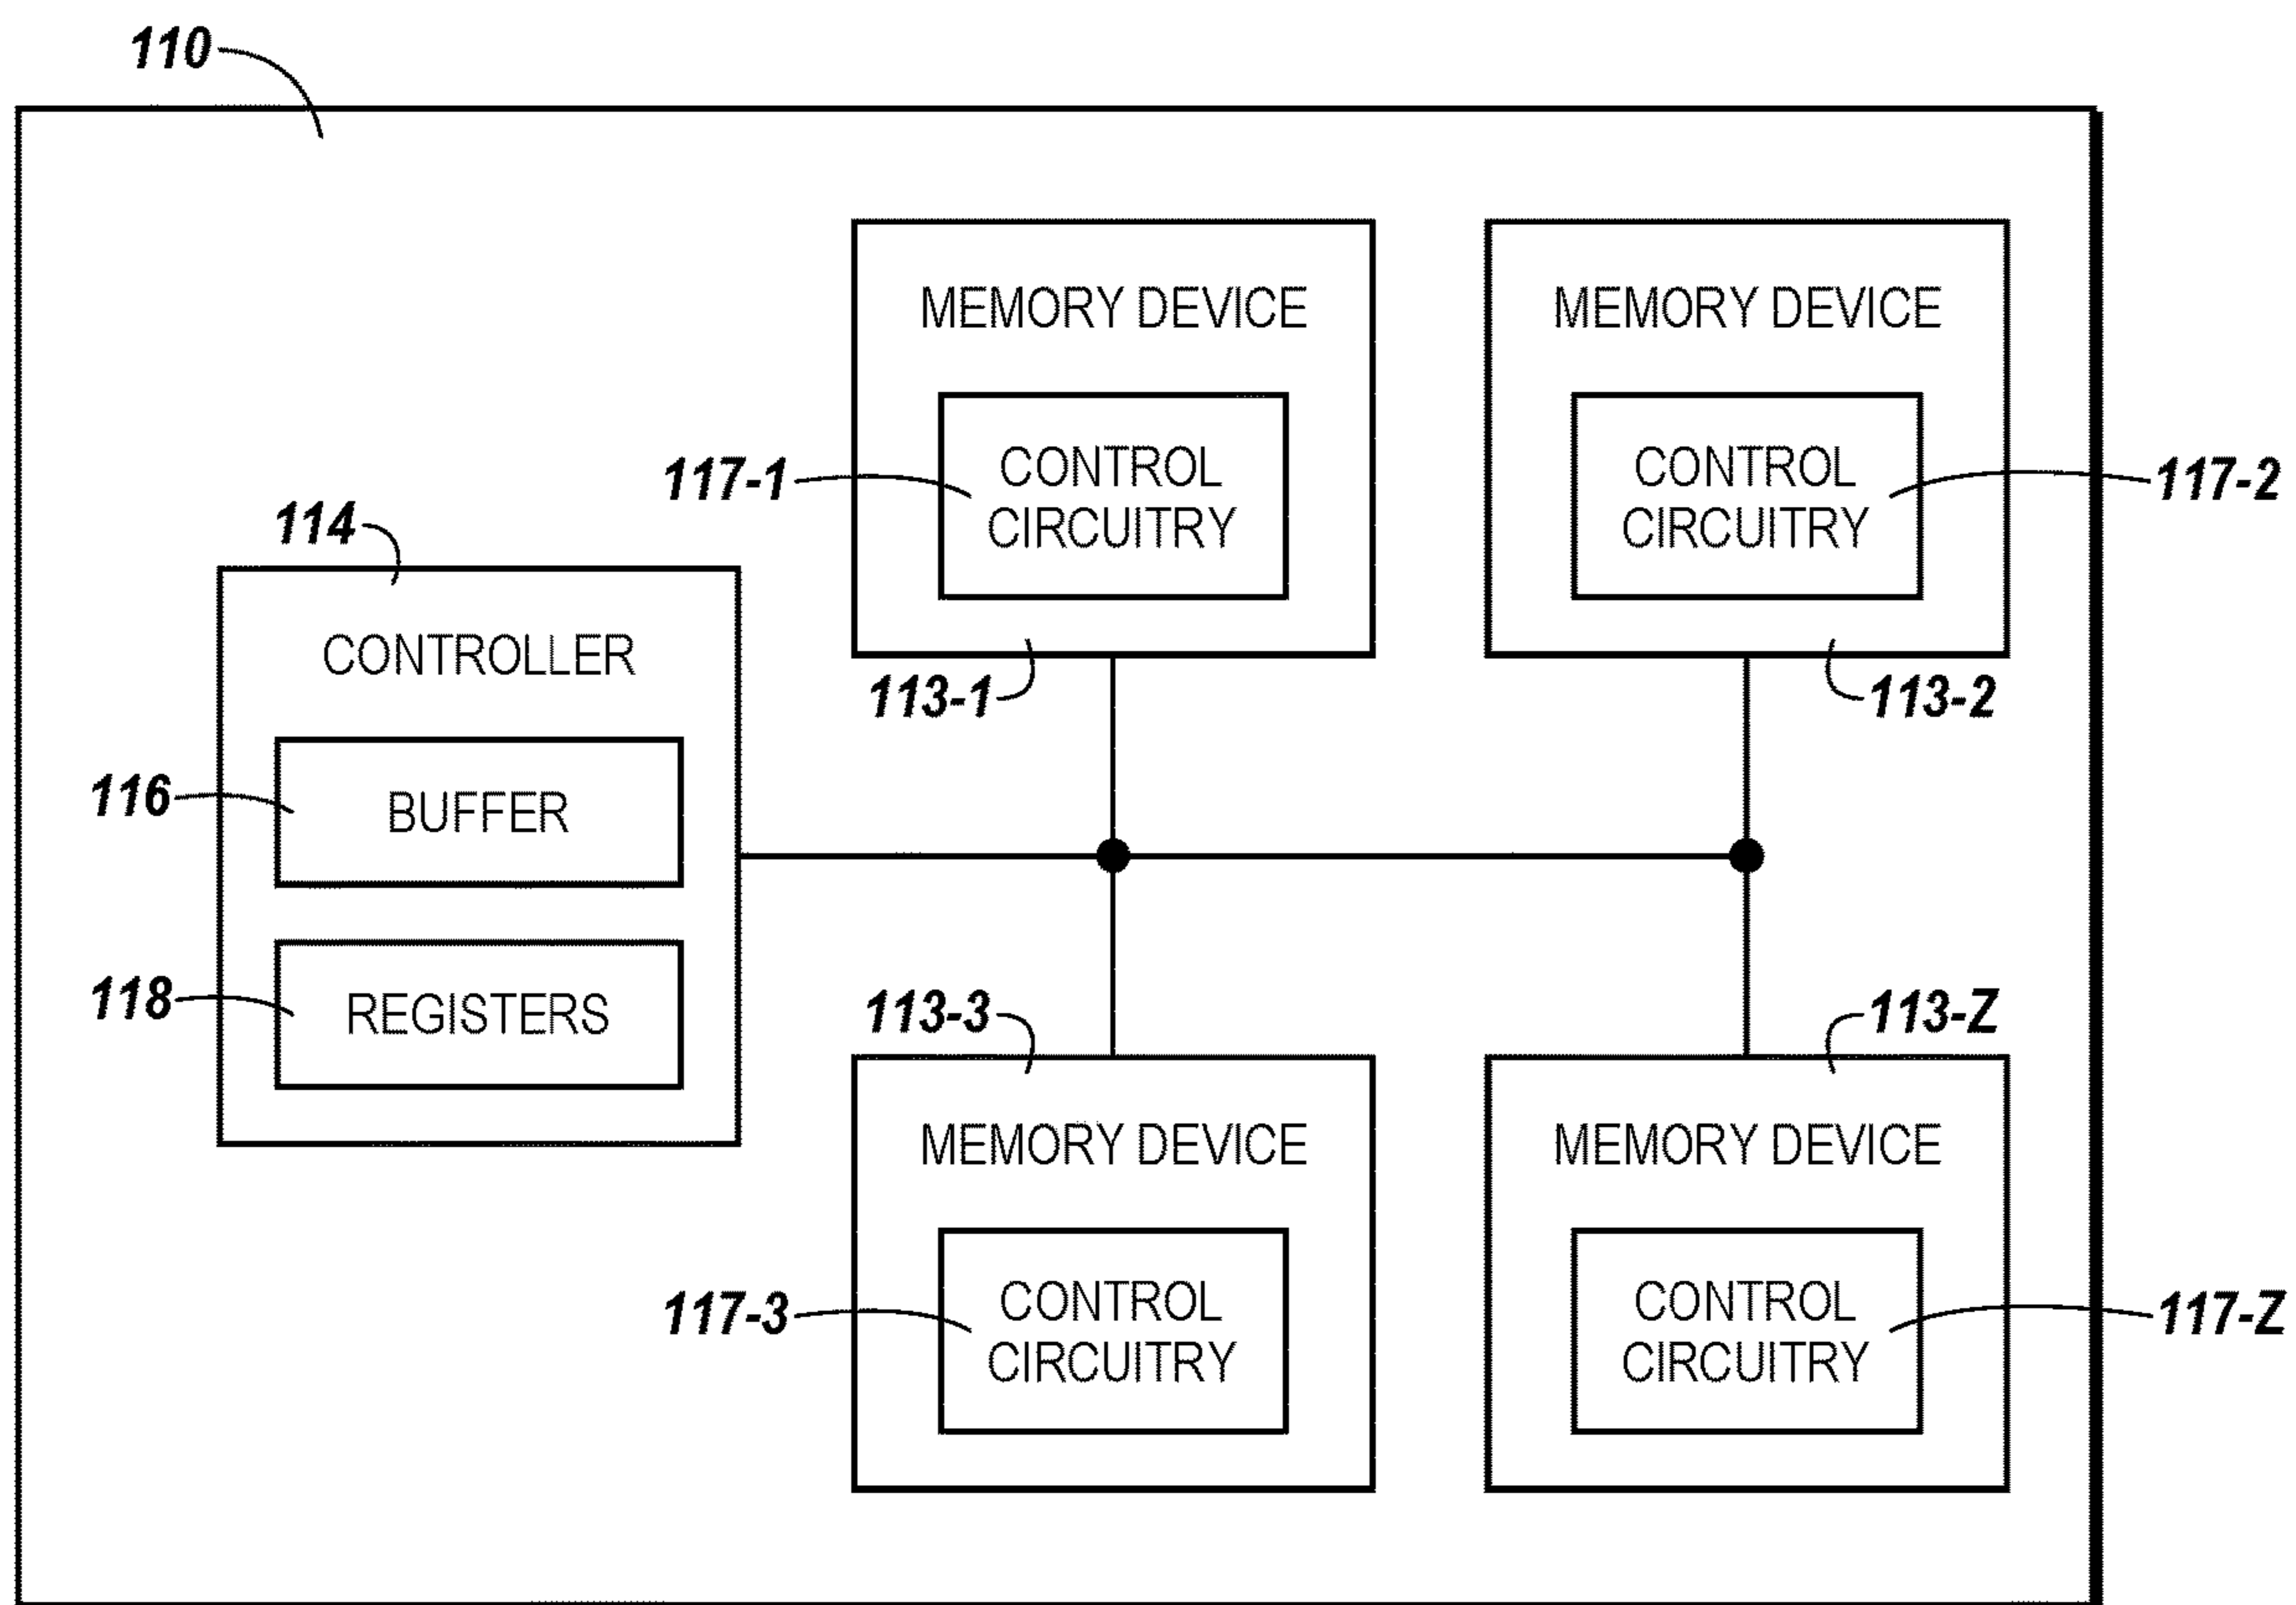 110
MEMORY DEVICE
MEMORY DEVICE
117-1
CONTROL
CIRCUITRY
CONTROL
CIRCUITRY
117-2
114
CONTROLLER
113-1
113-2
116
BUFFER
118
REGISTERS
113-3
113-Z
MEMORY DEVICE
MEMORY DEVICE
117-3
CONTROL
CIRCUITRY
CONTROL
CIRCUITRY
117-Z